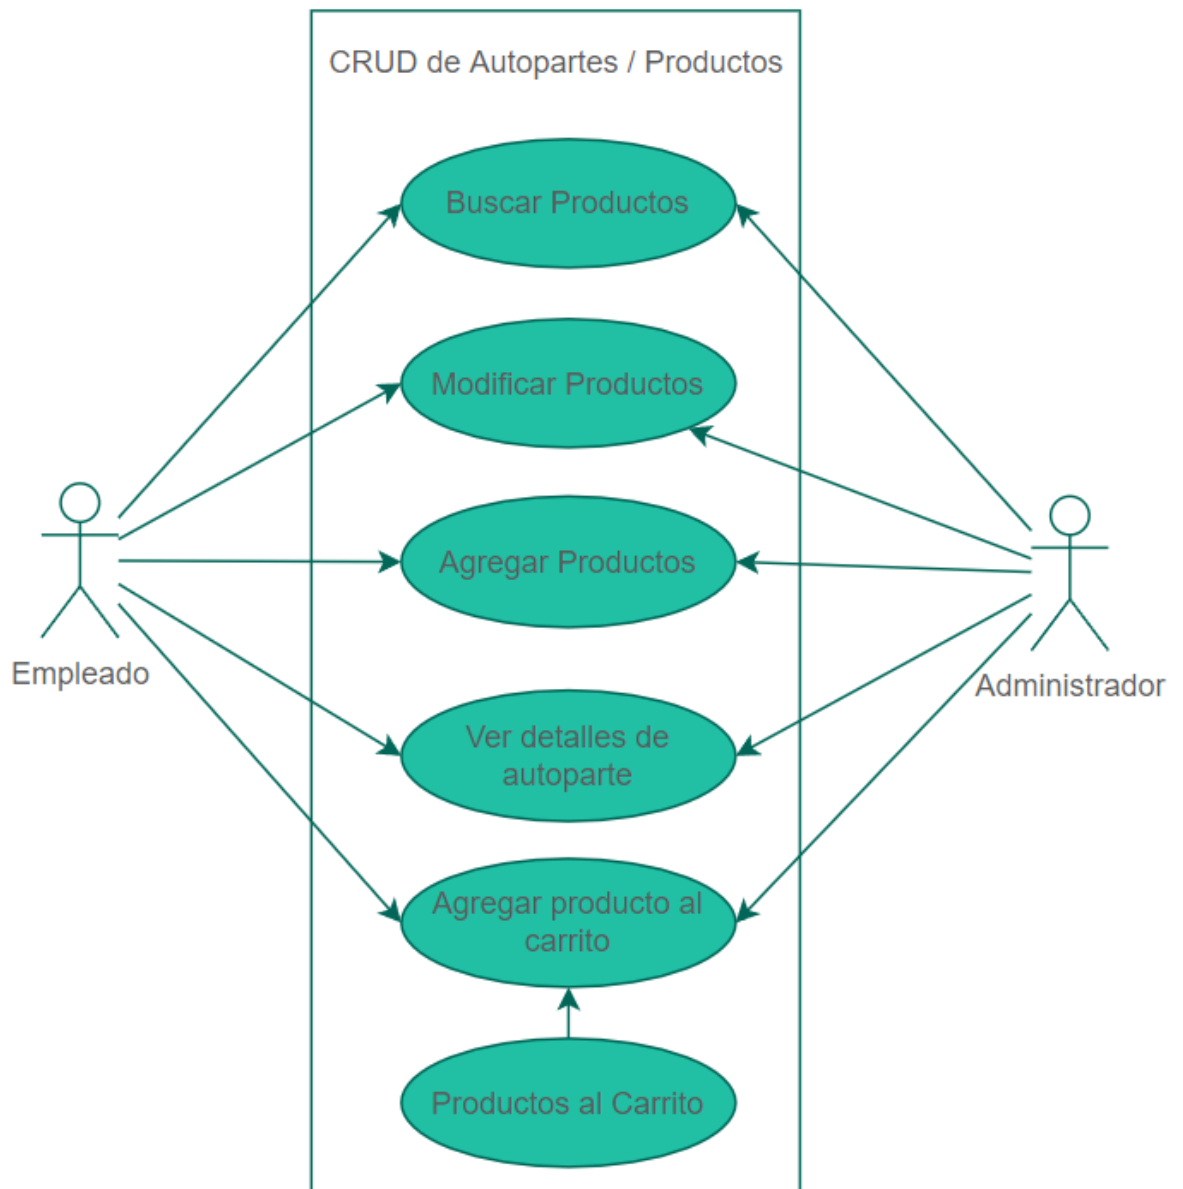 CRUD de Autopartes / Productos
Buscar Productos
Modificar Productos
Agregar Productos
Empleado
Administrador
Ver detalles de
autoparte
Agregar producto al
carrito
Productos al Carrito